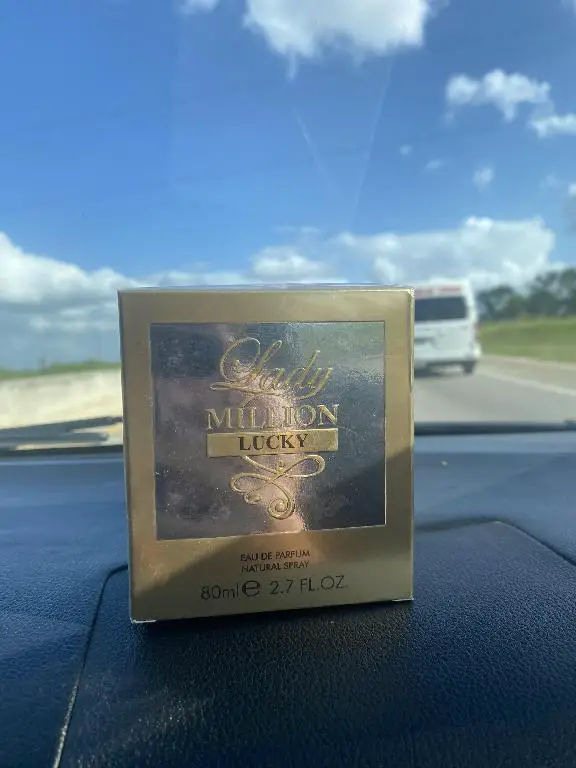 Lady
MILLION
LUCKY
EAU DE PARFUM
NATURAL SPRAY
80ml e 2.7 FL.OZ.